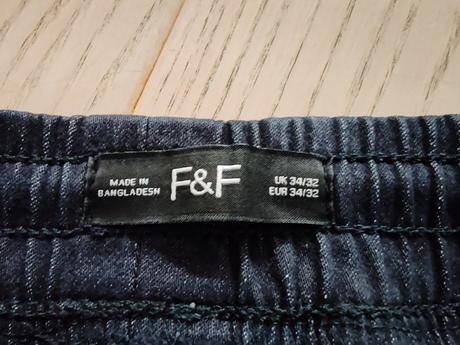 MADE IN
BANGLADESH
F&F
UK 34/32
EUR 34/32